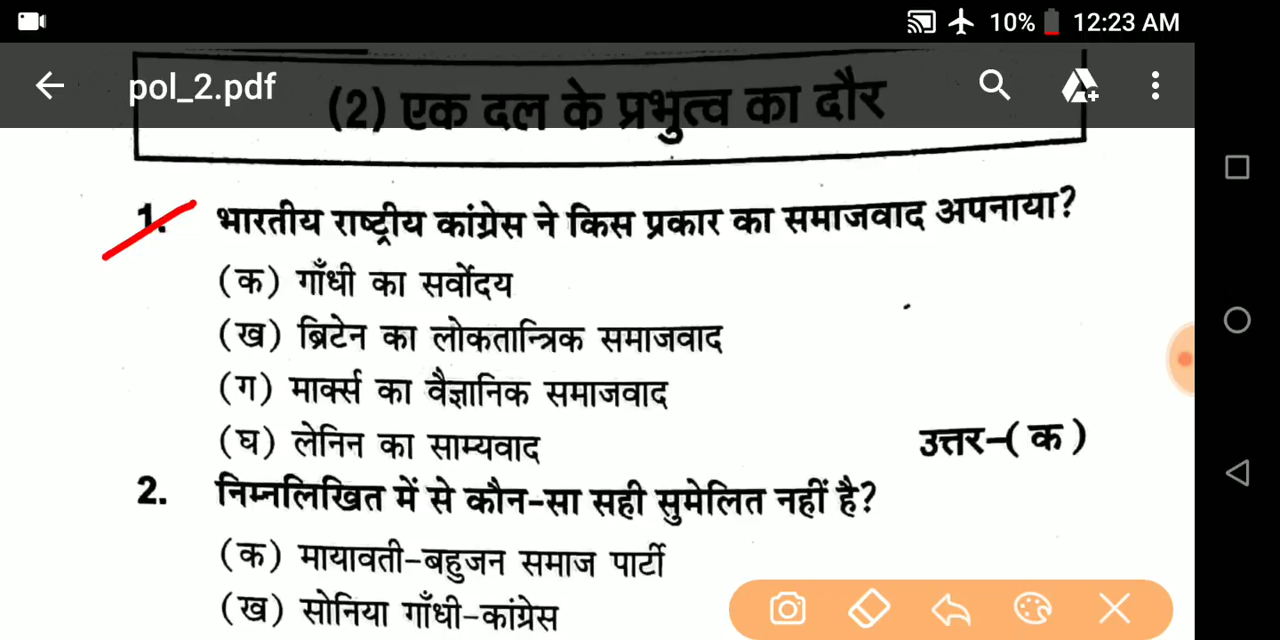 10% 12:23 AM
pol_2.pdf
(2) एक दल के प्रभुत्व का दौर
1. भारतीय राष्ट्रीय कांग्रेस ने किस प्रकार का समाजवाद अपनाया?
(क) गाँधी का सर्वोदय
(ख) ब्रिटेन का लोकतान्त्रिक समाजवाद
(ग) मार्क्स का वैज्ञानिक समाजवाद
(घ) लेनिन का साम्यवाद उत्तर-(क)
2. निम्नलिखित में से कौन-सा सही सुमेलित नहीं है?
(क) मायावती-बहुजन समाज पार्टी
(ख) सोनिया गाँधी-कांग्रेस